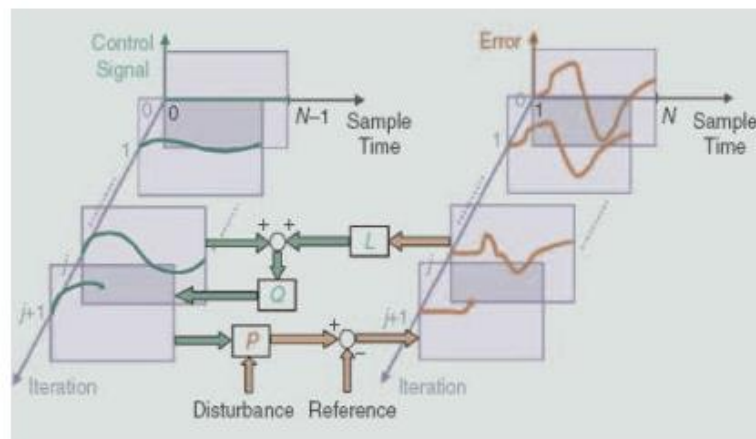 Control
Signal
Error
0
0
N–1
Sample
Time
0
1
N
Sample
Time
1
1
+
+
L
j
j
Q
j+1
j+1
P
+
–
Iteration
Iteration
Disturbance
Reference